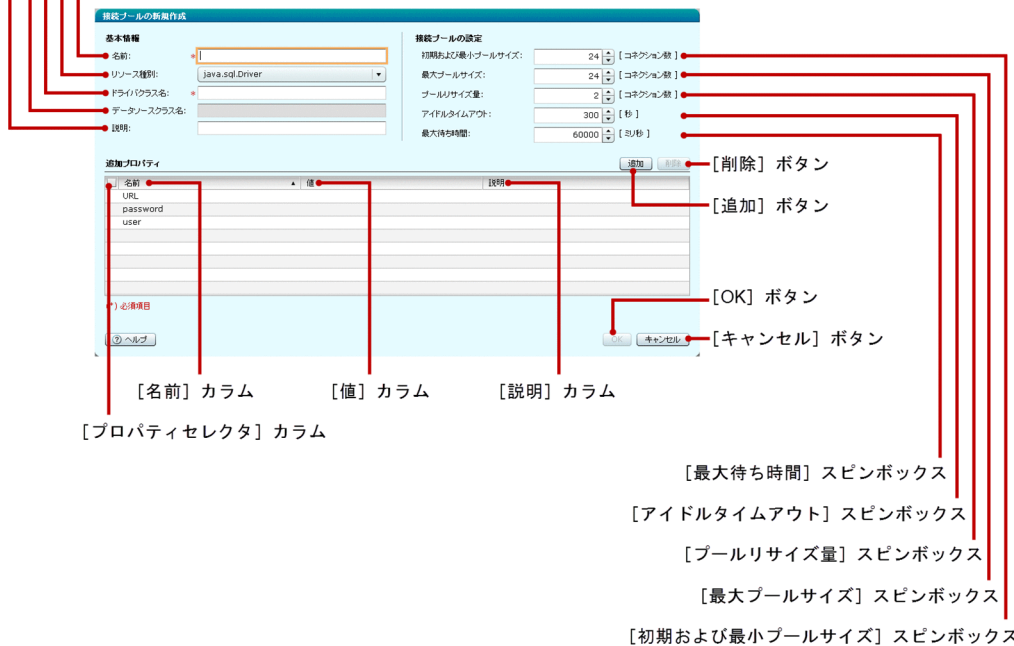 接続プールの新規作成
基本情報
名前: *
リソース種別: java.sql.Driver
ドライバクラス名: *
データソースクラス名:
説明:
接続プールの設定
初期および最小プールサイズ: 24 [ コネクション数 ]
最大プールサイズ: 24 [ コネクション数 ]
プールリサイズ量: 2 [ コネクション数 ]
アイドルタイムアウト: 300 [ 秒 ]
最大待ち時間: 60000 [ ミリ秒 ]
追加プロパティ 追加 削除
名前 値 説明
URL
password
user
(*) 必須項目
ヘルプ OK キャンセル
[削除] ボタン
[追加] ボタン
[OK] ボタン
[キャンセル] ボタン
[名前] カラム [値] カラム [説明] カラム
[プロパティセレクタ] カラム
[最大待ち時間] スピンボックス
[アイドルタイムアウト] スピンボックス
[プールリサイズ量] スピンボックス
[最大プールサイズ] スピンボックス
[初期および最小プールサイズ] スピンボックス